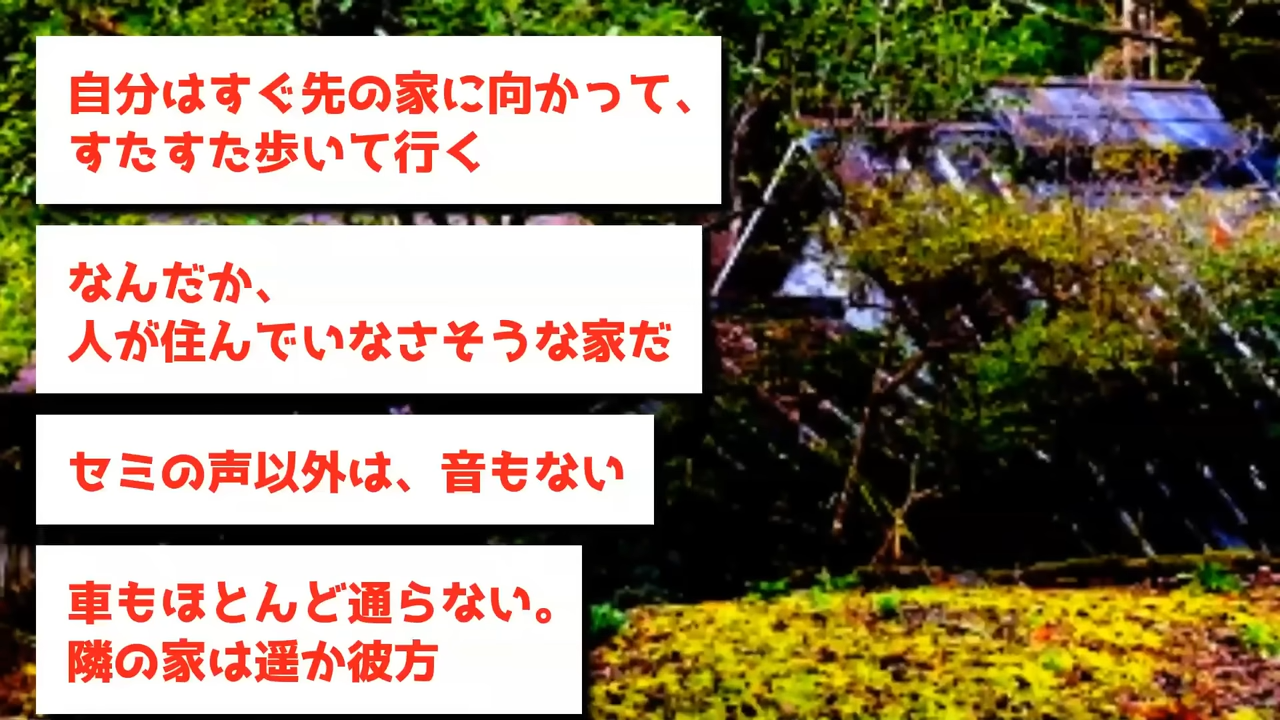 自分はすぐ先の家に向かって、
すたすた歩いて行く
なんだか、
人が住んでいなさそうな家だ
セミの声以外は、音もない
車もほとんど通らない。
隣の家は遥か彼方